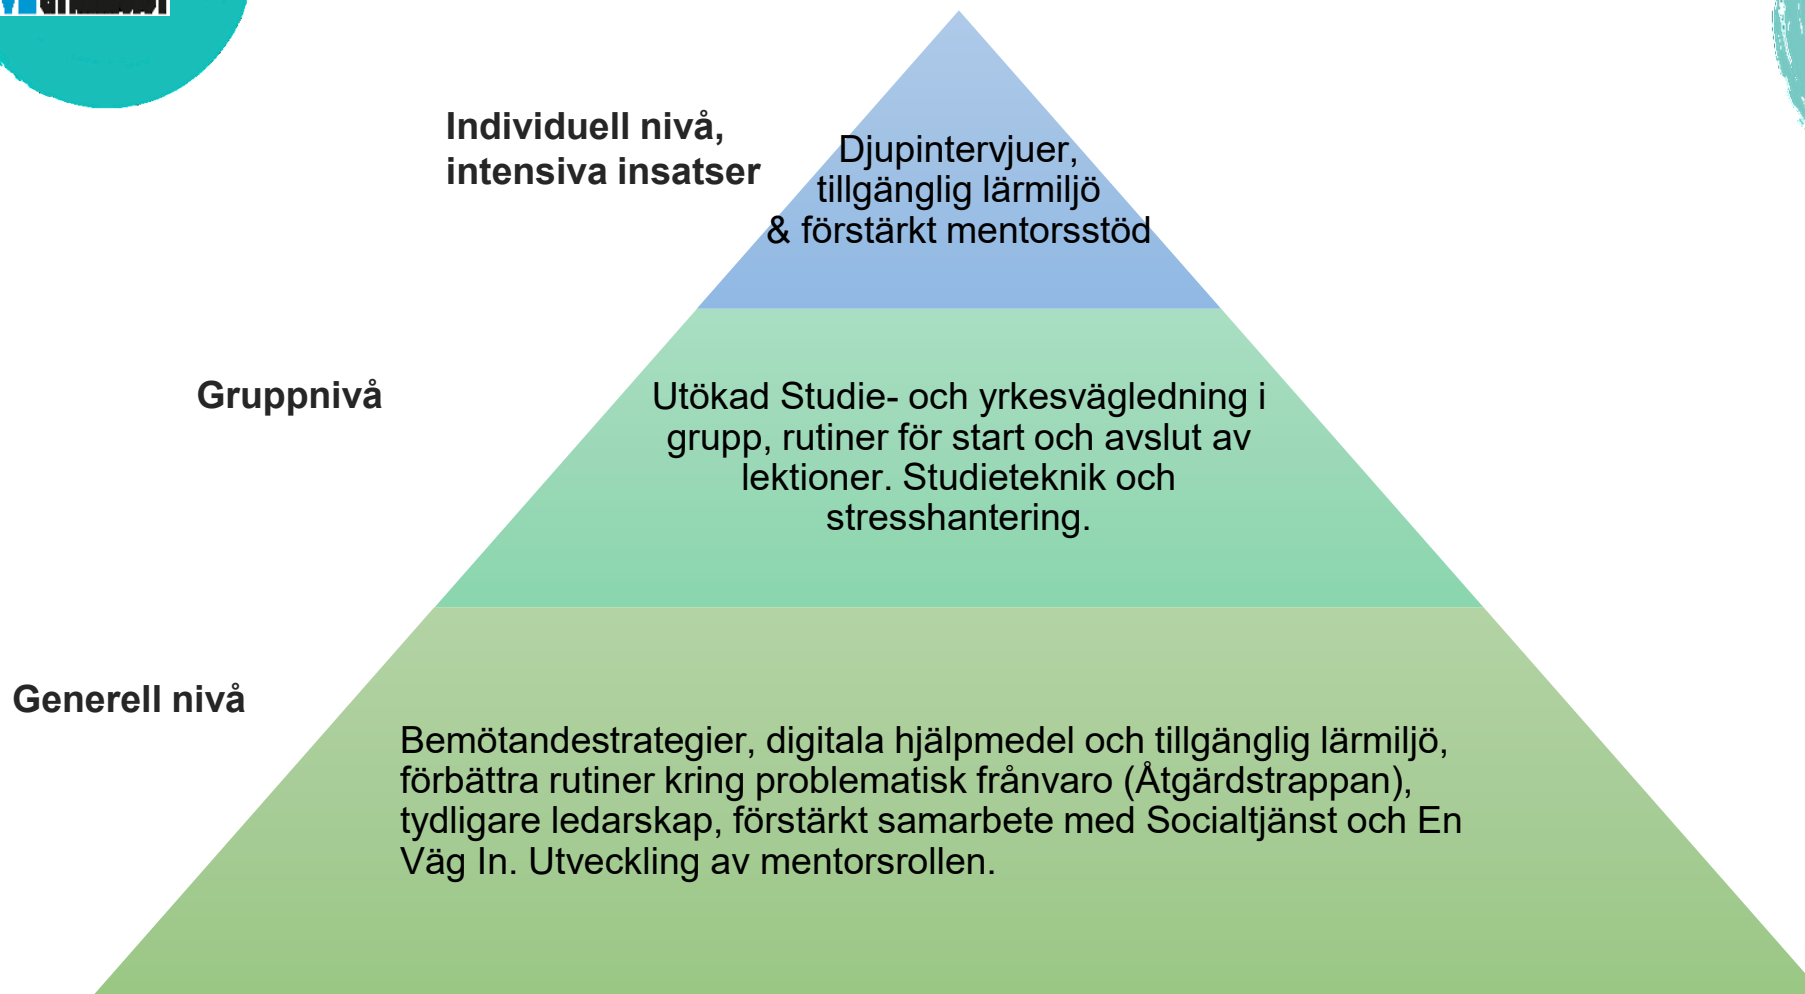 Individuell nivå,
intensiva insatser
Djupintervjuer,
tillgänglig lärmiljö
& förstärkt mentorsstöd
Gruppnivå
Utökad Studie- och yrkesvägledning i
grupp, rutiner för start och avslut av
lektioner. Studieteknik och
stresshantering.
Generell nivå
Bemötandestrategier, digitala hjälpmedel och tillgänglig lärmiljö,
förbättra rutiner kring problematisk frånvaro (Åtgärdstrappan),
tydligare ledarskap, förstärkt samarbete med Socialtjänst och En
Väg In. Utveckling av mentorsrollen.